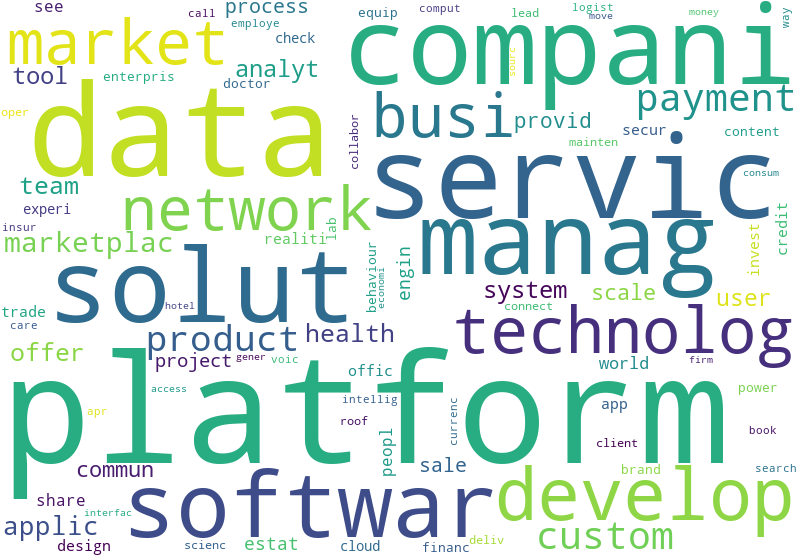 see
call
process
employe
equip
comput
lead
logist
move
money
way
market
check
compani
tool
enterpris
analyt
doctor
sourc
oper
data
busi
provid
payment
secur
content
collabor
mainten
team
servic
consum
experi
network
insur
marketplac
realiti
lab
manag
credit
invest
behaviour
economi
engin
solut
system
scale
user
trade
hotel
connect
care
product
health
technolog
offer
project
gener
voic
offic
world
firm
platform
access
intellig
app
power
apr
roof
currenc
client
book
peopl
commun
sale
brand
search
share
softwar
develop
interfac
applic
custom
design
scienc
estat
cloud
financ
deliv